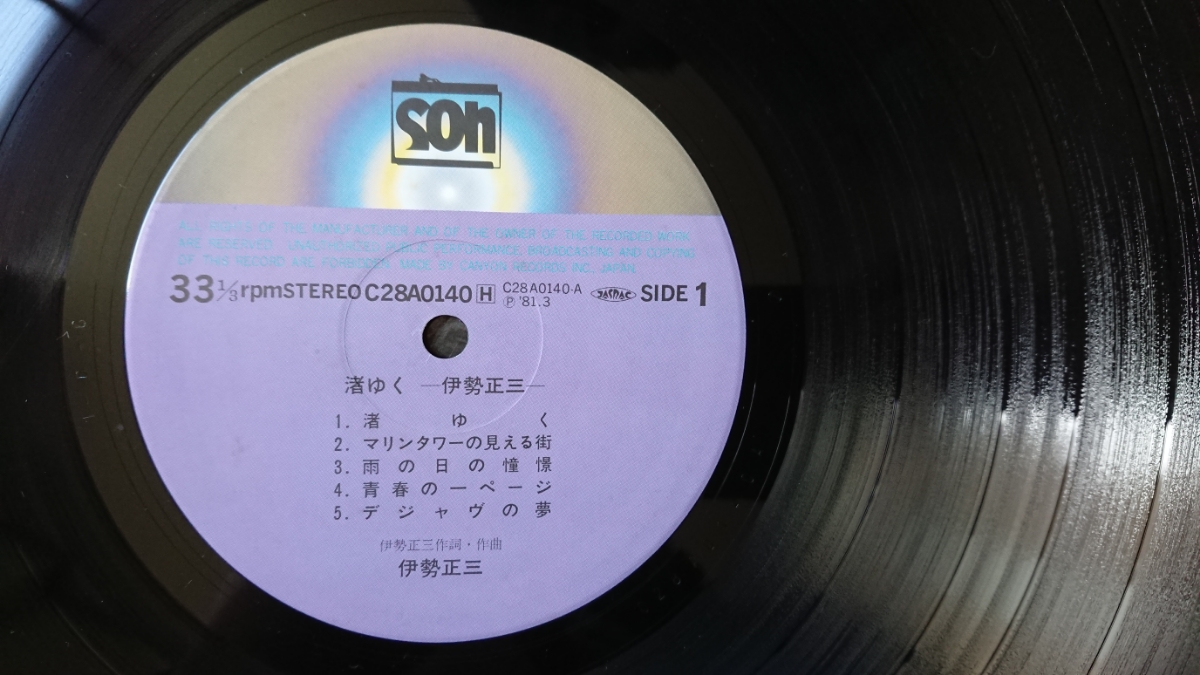 son
ALL RIGHTS OF THE MANUFACTURER AND OF THE OWNER OF THE RECORDED WORK
ARE RESERVED. UNAUTHORIZED PUBLIC PERFORMANCE, BROADCASTING AND COPYING
OF THIS RECORD ARE FORBIDDEN. MADE BY CANYON RECORDS INC. JAPAN.
33 1/3 rpm STEREO C28A0140 H C28A0140-A JASRAC SIDE 1
Ⓟ '81.3
渚ゆく —伊勢正三—
1. 渚ゆく
2. マリンタワーの見える街
3. 雨の日の憧憬
4. 青春の一ページ
5. デジャヴの夢
伊勢正三作詞・作曲
伊勢正三